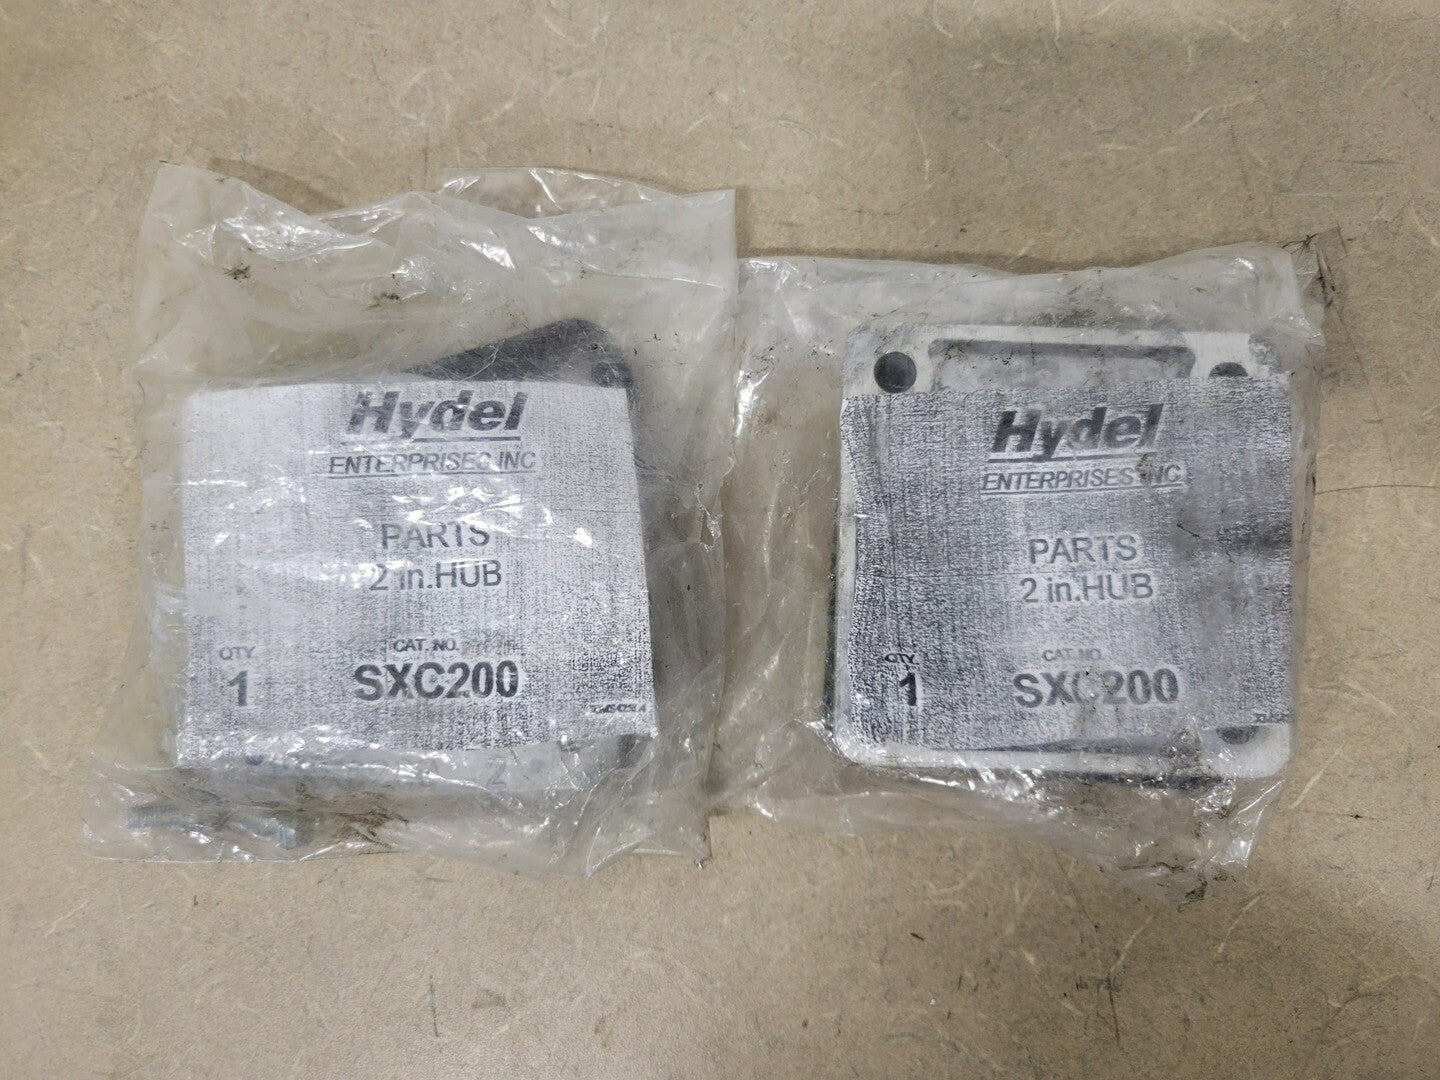 Hydel
ENTERPRISES INC
PARTS
2 in.HUB
QTY.
CAT. NO.
1
SXC200
2
Hydel
ENTERPRISES INC
PARTS
2 in.HUB
QTY.
CAT. NO.
1
SXC200